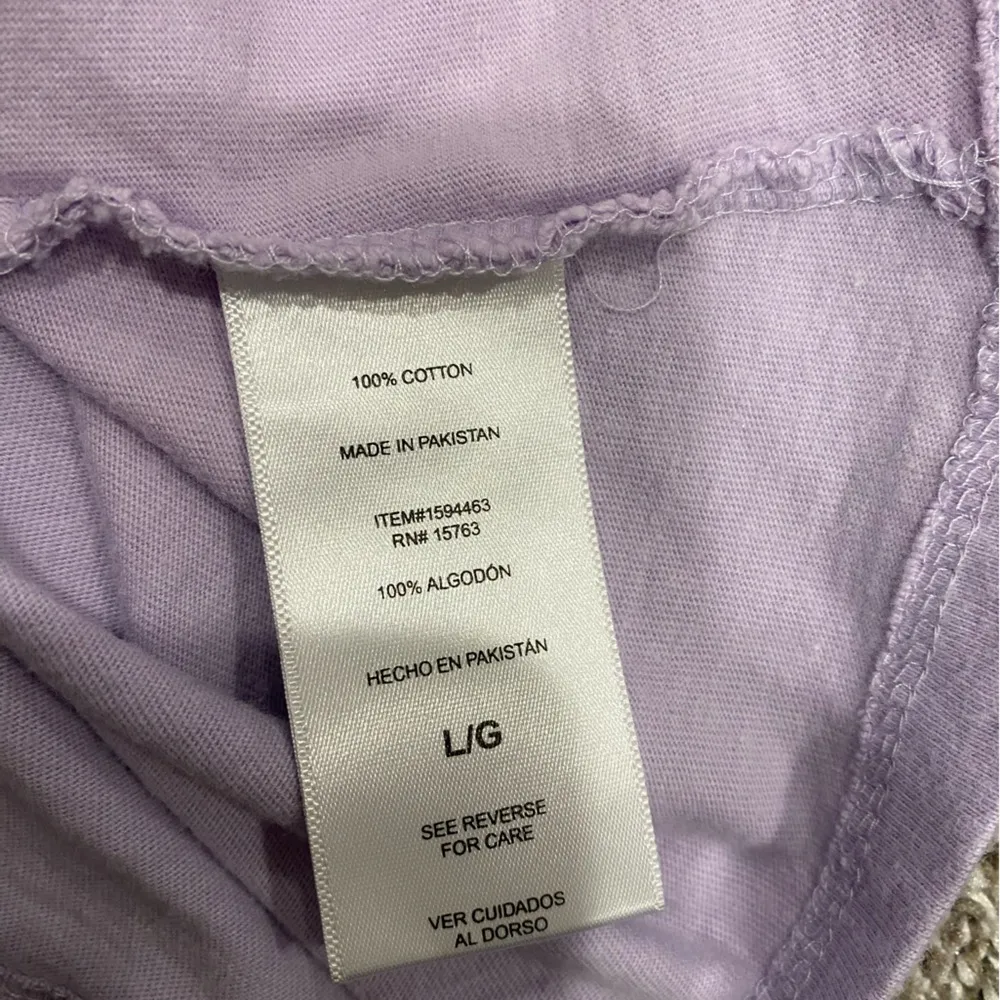 100% COTTON
MADE IN PAKISTAN
ITEM#1594463
RN# 15763
100% ALGODÓN
HECHO EN PAKISTÁN
L/G
SEE REVERSE
FOR CARE
VER CUIDADOS
AL DORSO